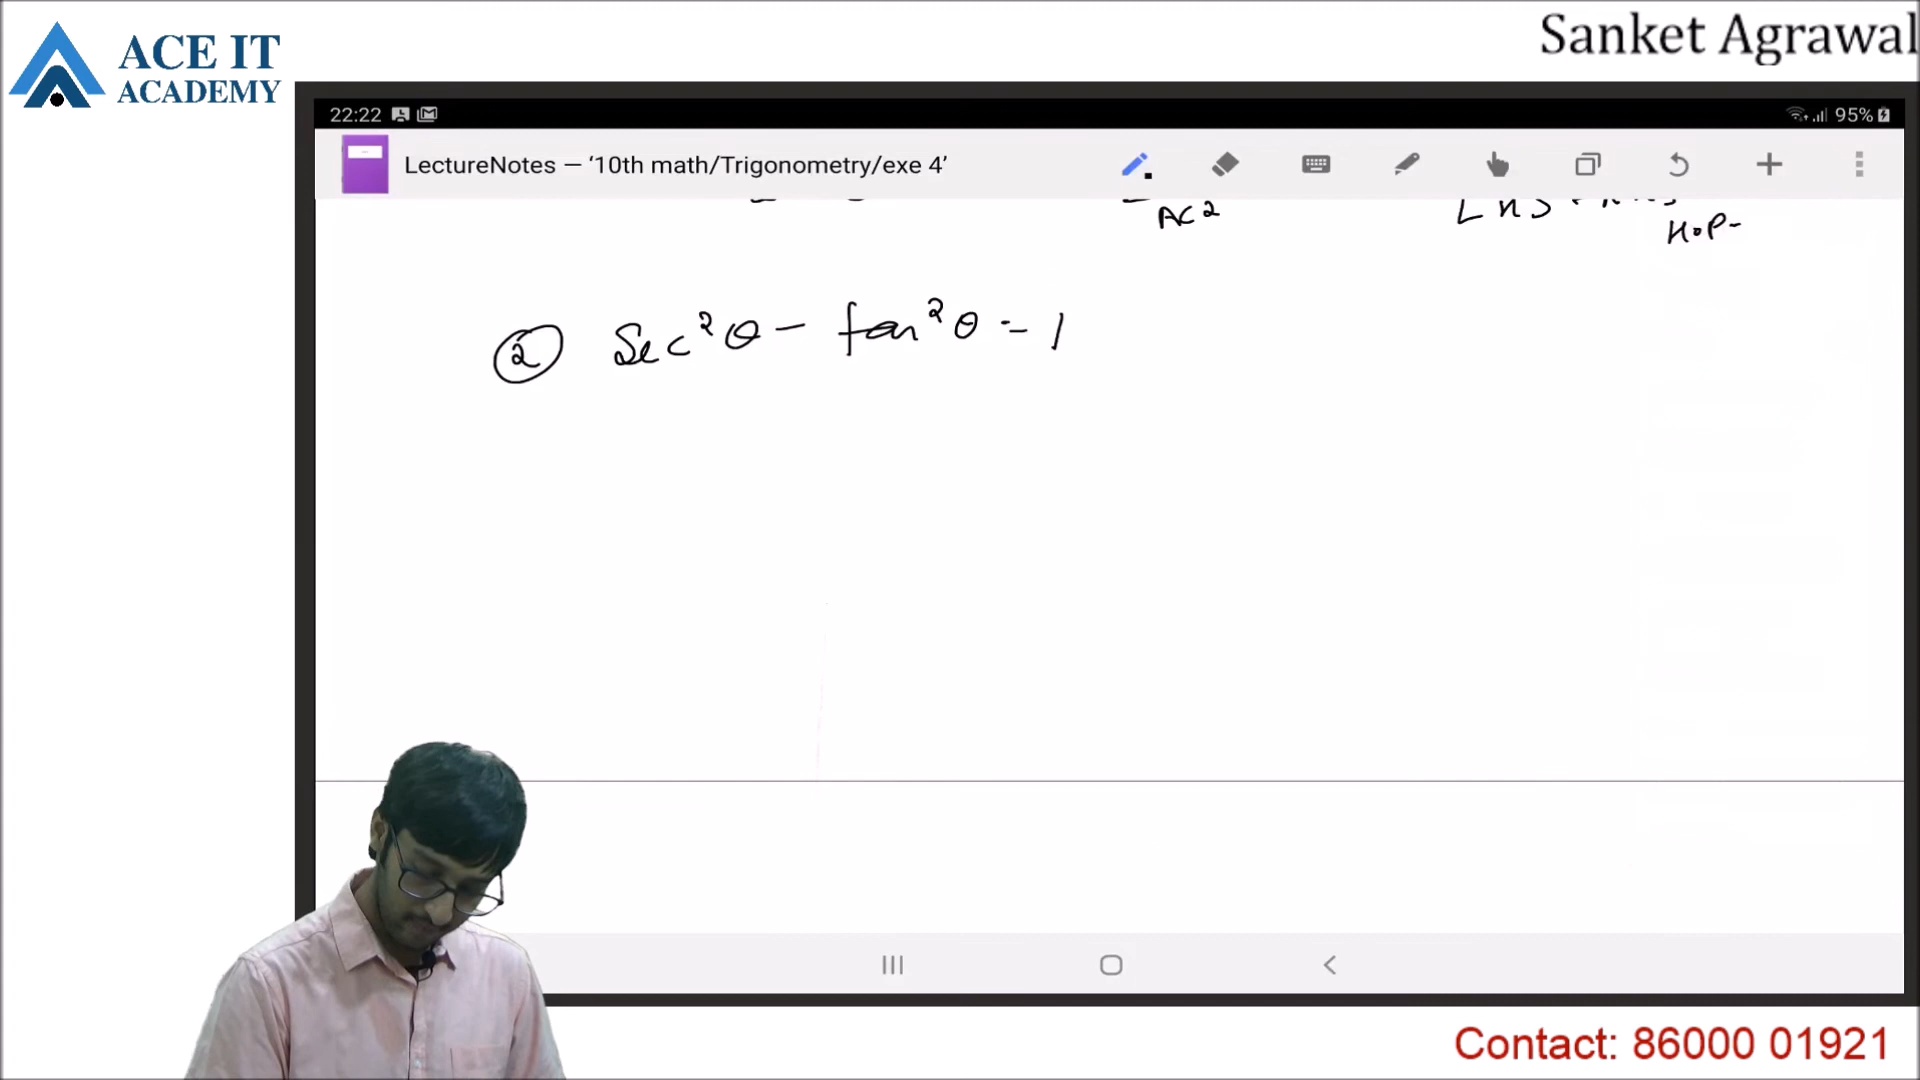 ACE IT
ACADEMY
Sanket Agrawal
22:22
95%
LectureNotes — ‘10th math/Trigonometry/exe 4’
AC2
LHS
H.P-
② Sec²θ - tan²θ = 1
Contact: 86000 01921